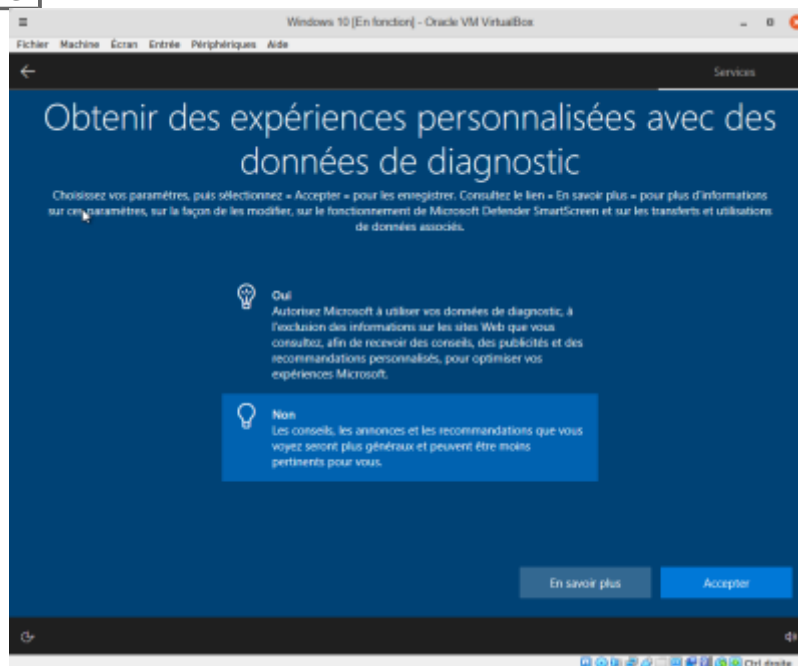 Windows 10 [En fonction] - Oracle VM VirtualBox
Fichier Machine Écran Entrée Périphériques Aide
Services
Obtenir des expériences personnalisées avec des
données de diagnostic
Choisissez vos paramètres, puis sélectionnez « Accepter » pour les enregistrer. Consultez le lien « En savoir plus » pour plus d'informations
sur ces paramètres, sur la façon de les modifier, sur le fonctionnement de Microsoft Defender SmartScreen et sur les transferts et utilisations
de données associés.
Oui
Autorisez Microsoft à utiliser vos données de diagnostic, à
l'exclusion des informations sur les sites Web que vous
consultez, afin de recevoir des conseils, des publicités et des
recommandations personnalisés, pour optimiser vos
expériences Microsoft.
Non
Les conseils, les annonces et les recommandations que vous
voyez seront plus généraux et peuvent être moins
pertinents pour vous.
En savoir plus
Accepter
Ctrl droite